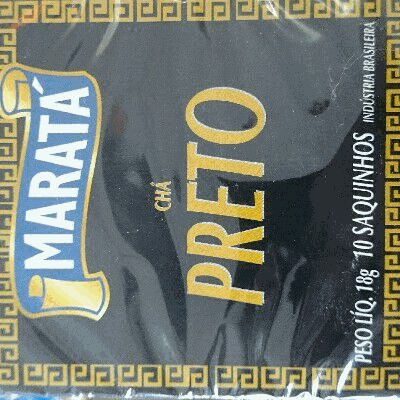 MARATÁ
CHÁ
PRETO
PESO LÍQ. 18g 10 SAQUINHOS INDÚSTRIA BRASILEIRA